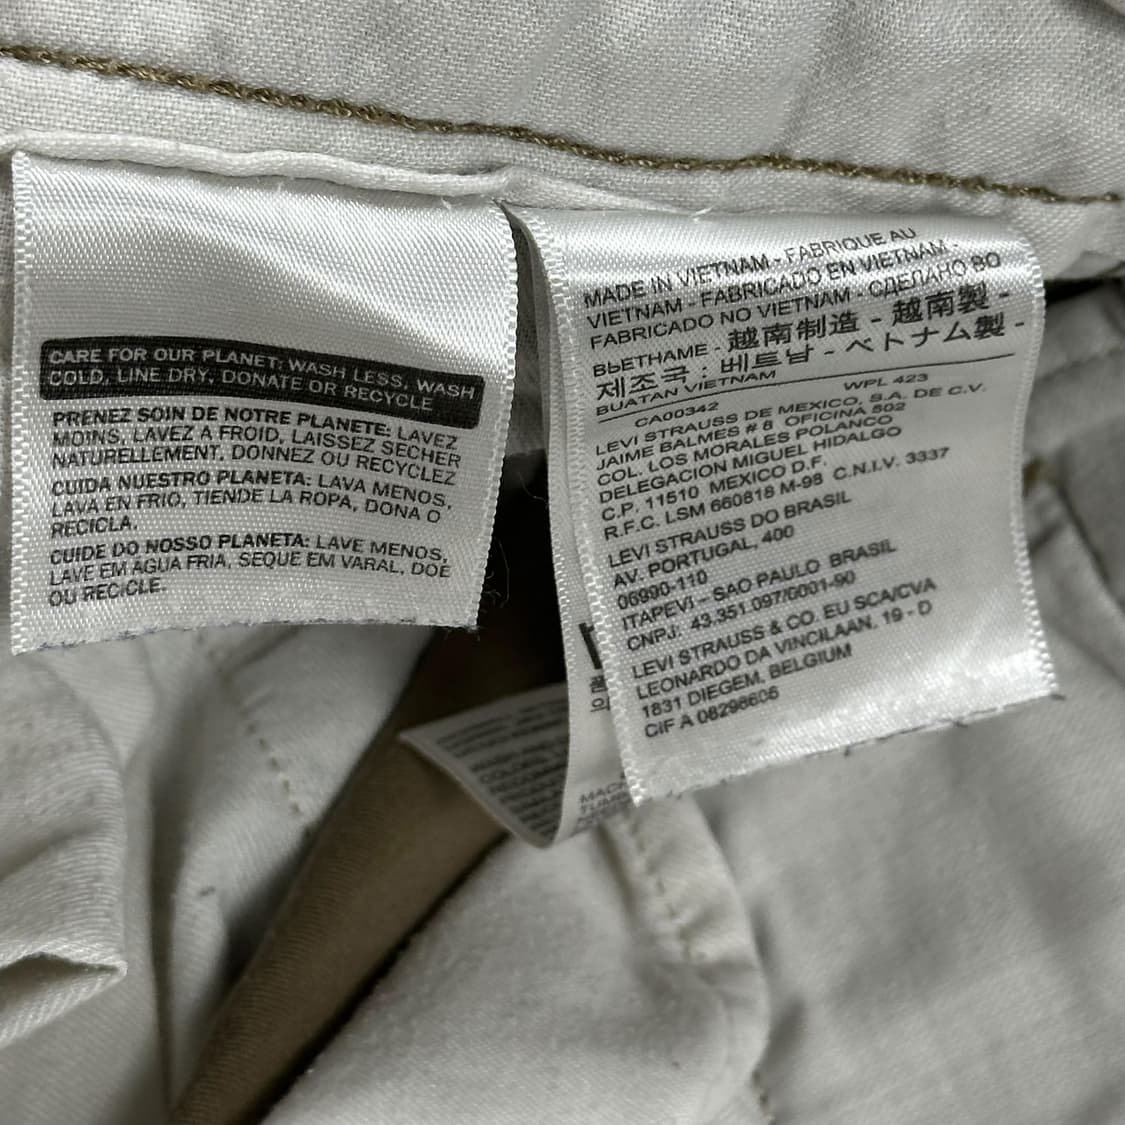 CARE FOR OUR PLANET: WASH LESS, WASH
COLD, LINE DRY, DONATE OR RECYCLE
PRENEZ SOIN DE NOTRE PLANETE: LAVEZ
MOINS, LAVEZ A FROID, LAISSEZ SECHER
NATURELLEMENT, DONNEZ OU RECYCLEZ
CUIDA NUESTRO PLANETA: LAVA MENOS,
LAVA EN FRIO, TIENDE LA ROPA, DONA O
RECICLA.
CUIDE DO NOSSO PLANETA: LAVE MENOS,
LAVE EM AGUA FRIA, SEQUE EM VARAL, DOE
OU RECICLE.
MADE IN VIETNAM - FABRIQUE AU
VIETNAM - FABRICADO EN VIETNAM -
FABRICADO NO VIETNAM - СДЕЛАНО ВО
ВЬЕТНАМЕ - 越南制造 - 越南製 -
제조국 : 베트남 - ベトナム製 -
BUATAN VIETNAM
CA00342 WPL 423
LEVI STRAUSS DE MEXICO, S.A. DE C.V.
JAIME BALMES # 8 OFICINA 502
COL. LOS MORALES POLANCO
DELEGACION MIGUEL HIDALGO
C.P. 11510 MEXICO D.F.
R.F.C. LSM 660818 M-98 C.N.I.V. 3337
LEVI STRAUSS DO BRASIL
AV. PORTUGAL, 400
06990-110
ITAPEVI - SAO PAULO BRASIL
CNPJ: 43.351.097/0001-90
LEVI STRAUSS & CO. EU SCA/CVA
LEONARDO DA VINCILAAN, 19 - D
1831 DIEGEM, BELGIUM
CIF A 08298606